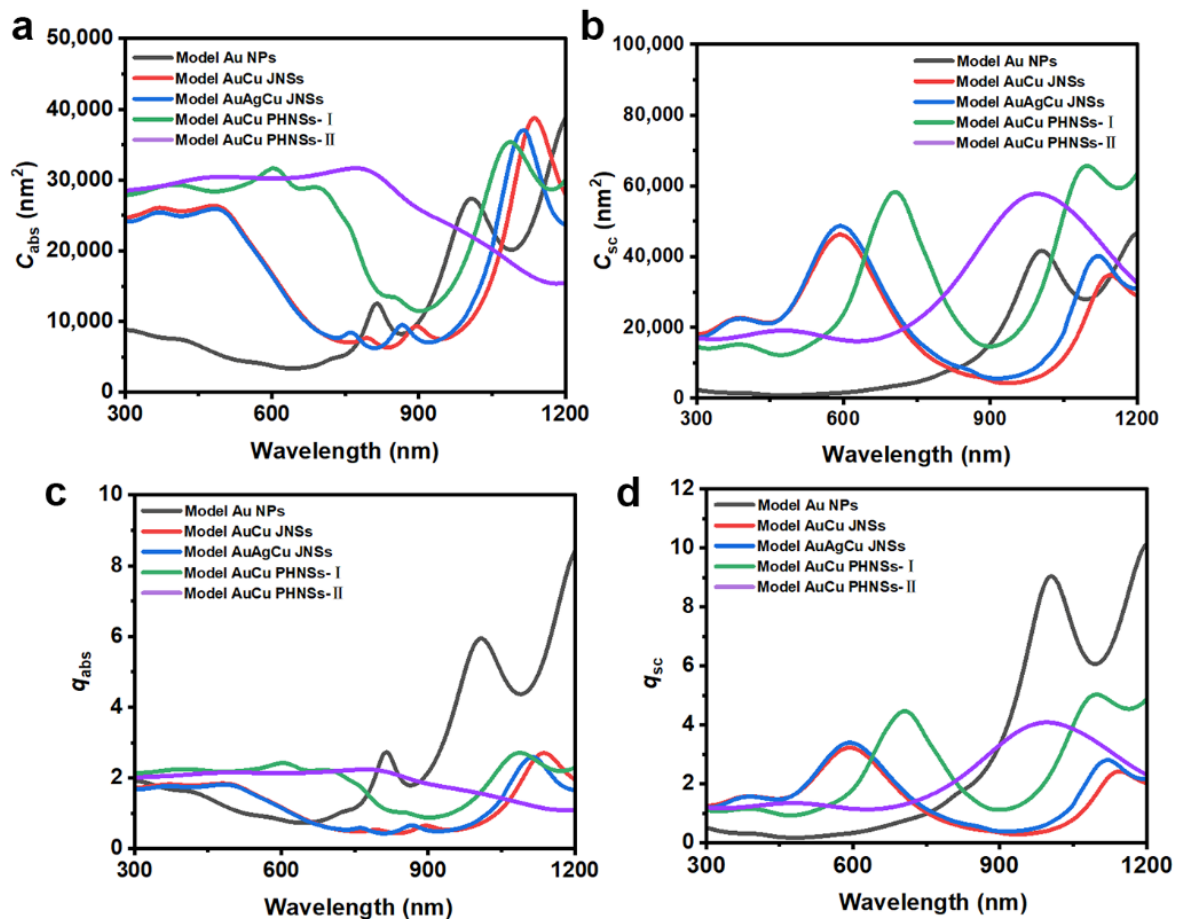 a
50,000
40,000
30,000
20,000
10,000
0
300
600
900
1200
Cabs (nm²)
Wavelength (nm)
Model Au NPs
Model AuCu JNSs
Model AuAgCu JNSs
Model AuCu PHNSs-Ⅰ
Model AuCu PHNSs-Ⅱ
b
100,000
80,000
60,000
40,000
20,000
0
300
600
900
1200
Csc (nm²)
Wavelength (nm)
Model Au NPs
Model AuCu JNSs
Model AuAgCu JNSs
Model AuCu PHNSs-Ⅰ
Model AuCu PHNSs-Ⅱ
c
10
8
6
4
2
0
300
600
900
1200
qabs
Wavelength (nm)
Model Au NPs
Model AuCu JNSs
Model AuAgCu JNSs
Model AuCu PHNSs-Ⅰ
Model AuCu PHNSs-Ⅱ
d
12
10
8
6
4
2
0
300
600
900
1200
qsc
Wavelength (nm)
Model Au NPs
Model AuCu JNSs
Model AuAgCu JNSs
Model AuCu PHNSs-Ⅰ
Model AuCu PHNSs-Ⅱ